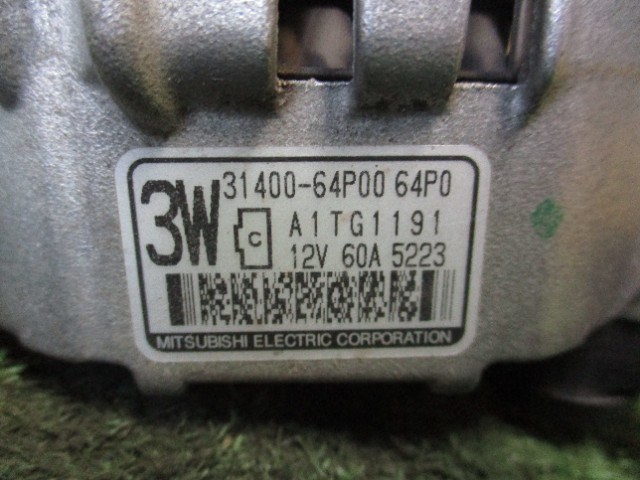 3W
31400-64P00 64P0
C A1TG1191
12V 60A 5223
MITSUBISHI ELECTRIC CORPORATION